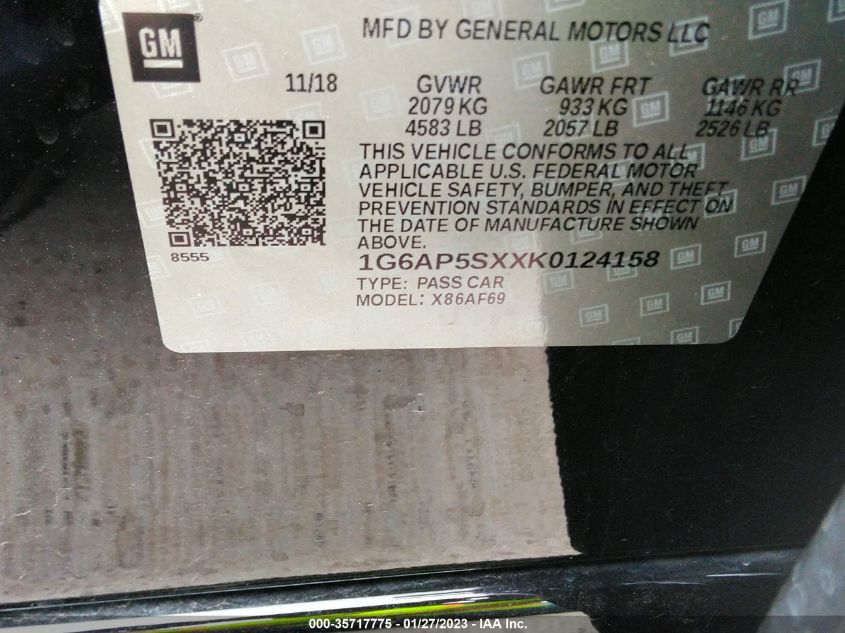 GM
MFD BY GENERAL MOTORS LLC
11/18 GVWR GAWR FRT GAWR RR
2079 KG 933 KG 1146 KG
4583 LB 2057 LB 2526 LB
THIS VEHICLE CONFORMS TO ALL
APPLICABLE U.S. FEDERAL MOTOR
VEHICLE SAFETY, BUMPER, AND THEFT
PREVENTION STANDARDS IN EFFECT ON
THE DATE OF MANUFACTURE SHOWN
ABOVE.
8555
1G6AP5SXXK0124158
TYPE: PASS CAR
MODEL: X86AF69
000-35717775 - 01/27/2023 - IAA Inc.